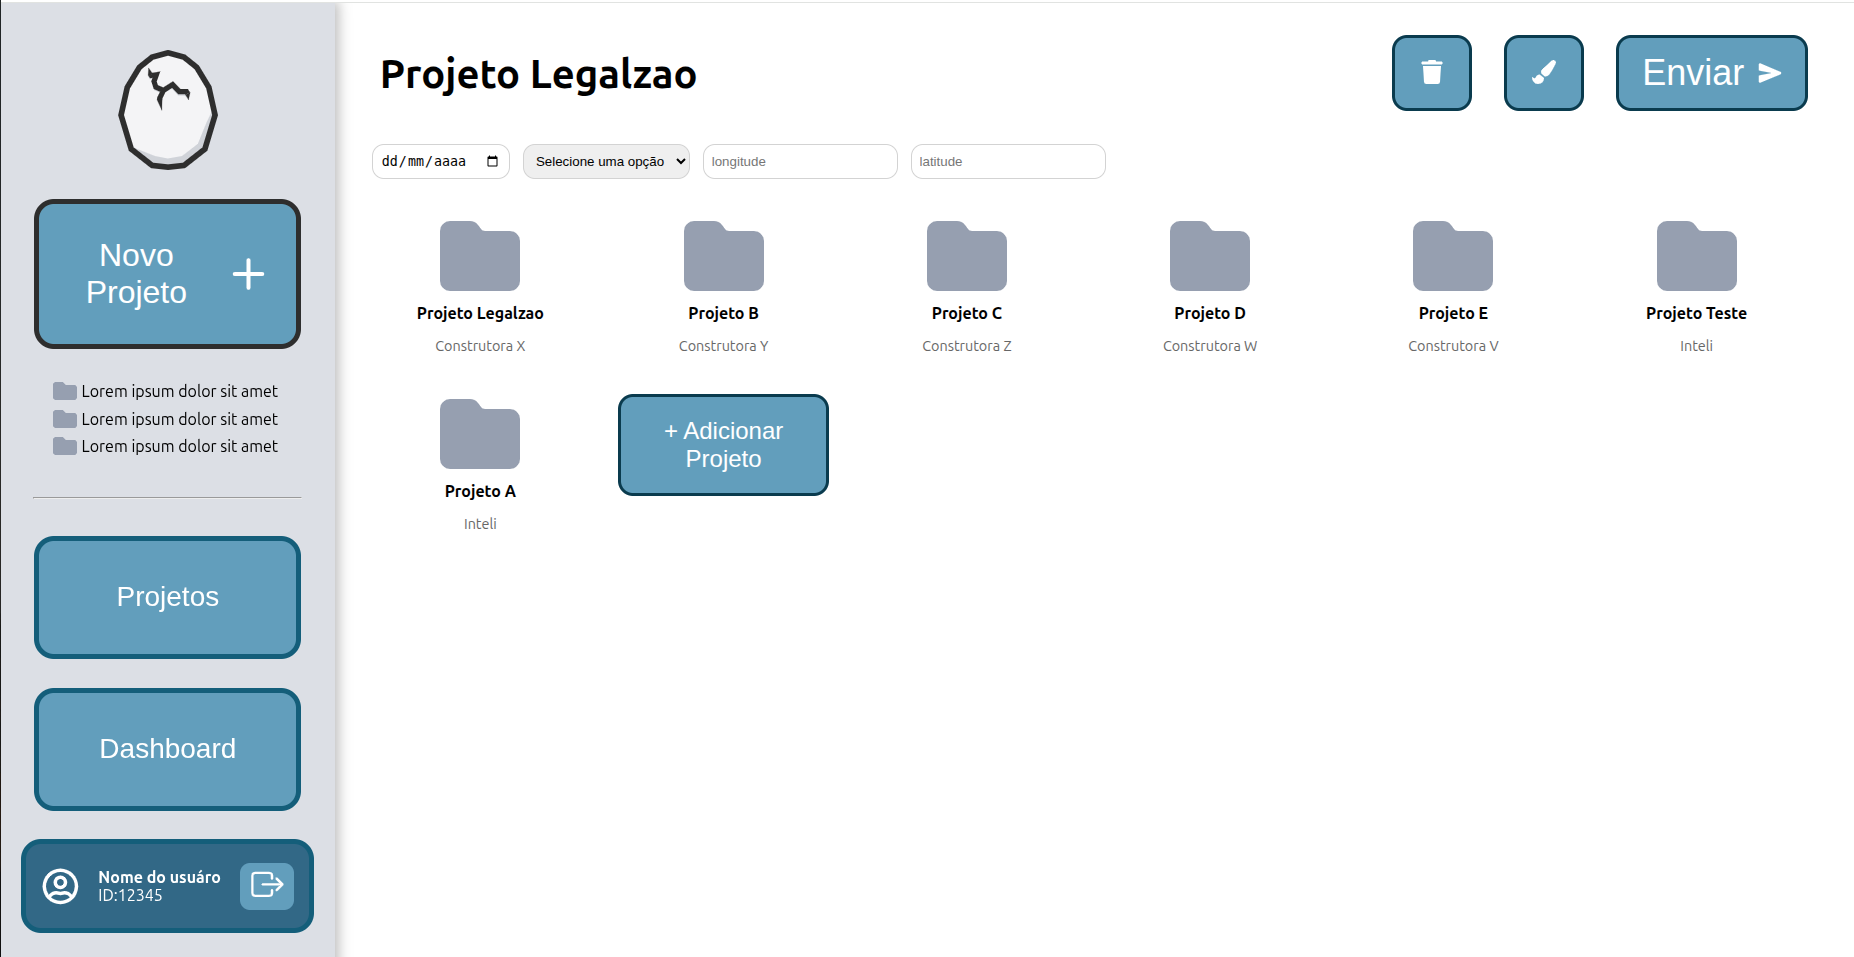 Novo
Projeto
Lorem ipsum dolor sit amet
Lorem ipsum dolor sit amet
Lorem ipsum dolor sit amet
Projetos
Dashboard
Nome do usuáro
ID:12345
Projeto Legalzao
Enviar
dd/mm/aaaa
Selecione uma opção
longitude
latitude
Projeto Legalzao
Construtora X
Projeto B
Construtora Y
Projeto C
Construtora Z
Projeto D
Construtora W
Projeto E
Construtora V
Projeto Teste
Inteli
Projeto A
Inteli
+ Adicionar
Projeto